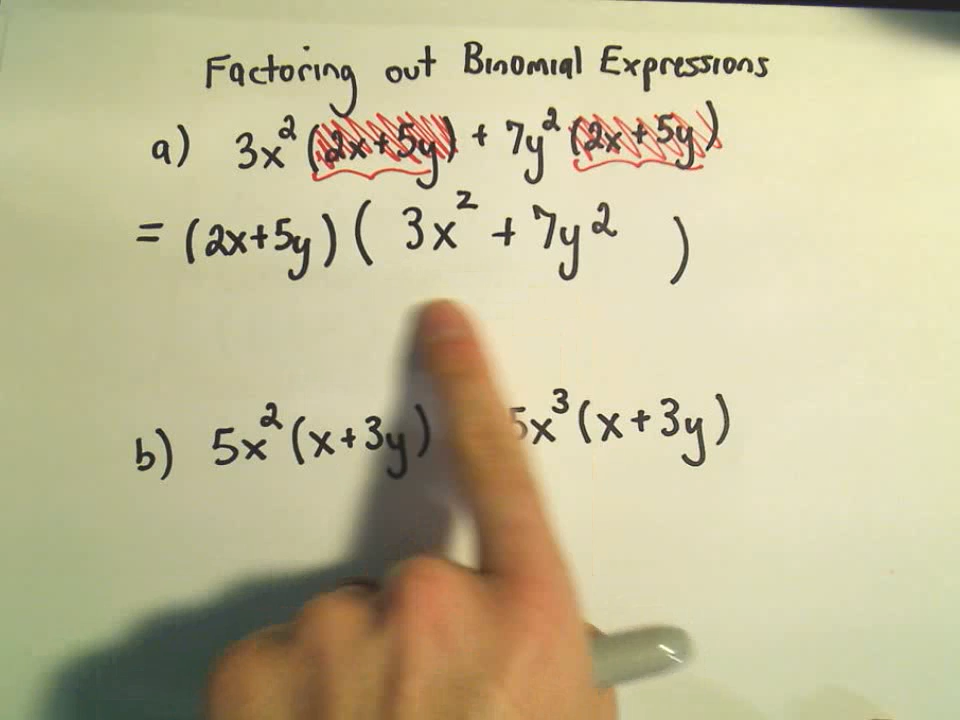 Factoring out Binomial Expressions
a) 3x² (2x+5y) + 7y² (2x+5y)
= (2x+5y) ( 3x² + 7y² )
b) 5x² (x+3y) 5x³ (x+3y)